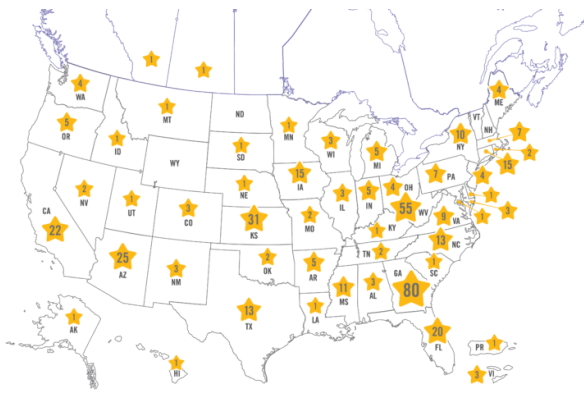 1
1
4
WA
1
MT
ND
1
MN
4
ME
VT
NH
7
5
OR
1
ID
WY
1
SD
3
WI
5
MI
10
NY
2
15
2
NV
1
UT
3
CO
1
NE
15
IA
3
IL
5
IN
4
OH
7
PA
4
1
3
1
CA
22
31
KS
2
MO
55
WV
9
VA
1
KY
13
NC
25
AZ
3
NM
2
OK
5
AR
TN
2
1
SC
11
MS
3
AL
GA
80
13
TX
1
LA
20
FL
1
AK
1
HI
PR
1
3
VI